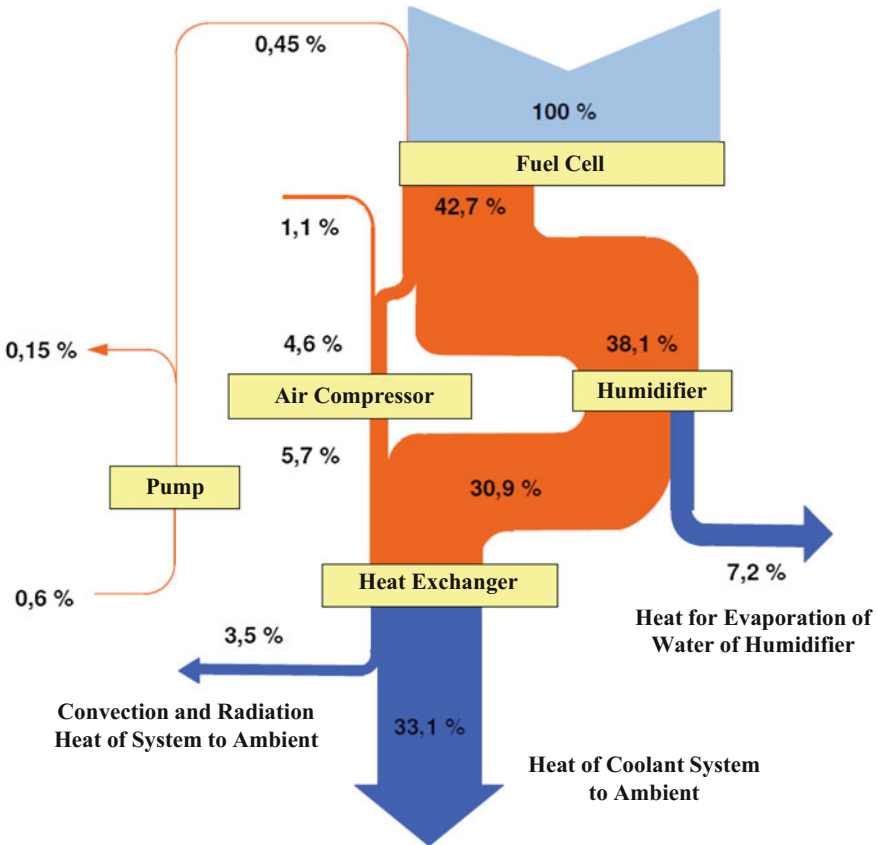 0,45 %
100 %
Fuel Cell
42,7 %
1,1 %
0,15 %
4,6 %
38,1 %
Air Compressor
Humidifier
5,7 %
Pump
30,9 %
Heat Exchanger
7,2 %
0,6 %
3,5 %
Heat for Evaporation of
Water of Humidifier
Convection and Radiation
Heat of System to Ambient
33,1 %
Heat of Coolant System
to Ambient